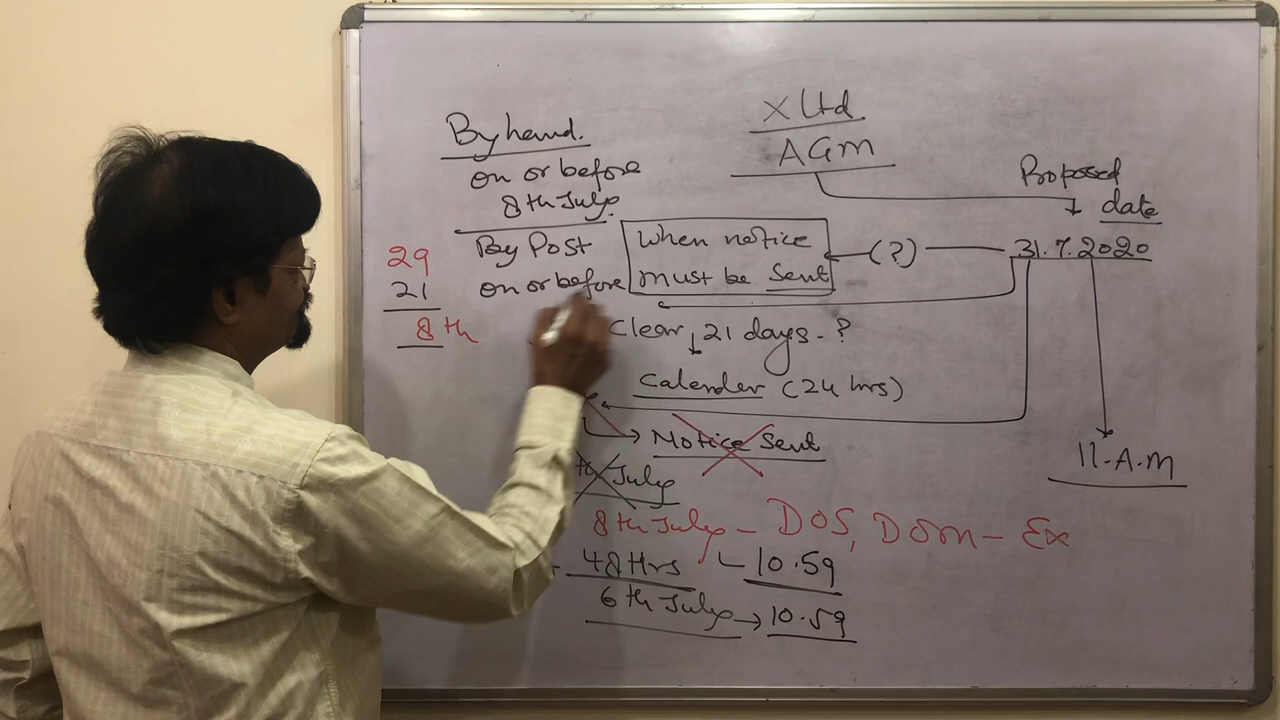 X Ltd
AGM
Proposed
date
31.7.2020
11.A.M
By hand.
on or before
8th July.
By Post
on or before
29
21
8th
When notice
must be Sent
(?)
Clear 21 days - ?
Calender (24 hrs)
Notice Sent
July
8th July - DOS, DOM - Ex
48 Hrs 10.59
6th July → 10.59